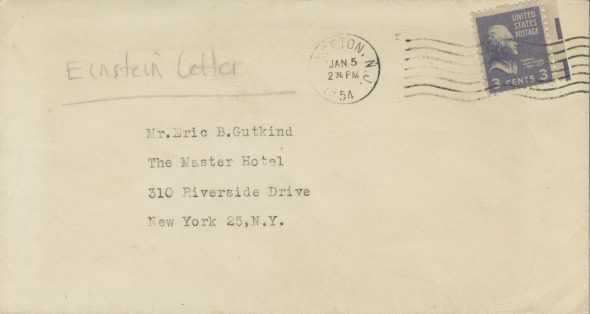 UNITED
STATES
POSTAGE
3 CENTS 3
JAN 5
2 PM
54
Einstein Letter
Mr.Eric B.Gutkind
The Master Hotel
310 Riverside Drive
New York 25,N.Y.